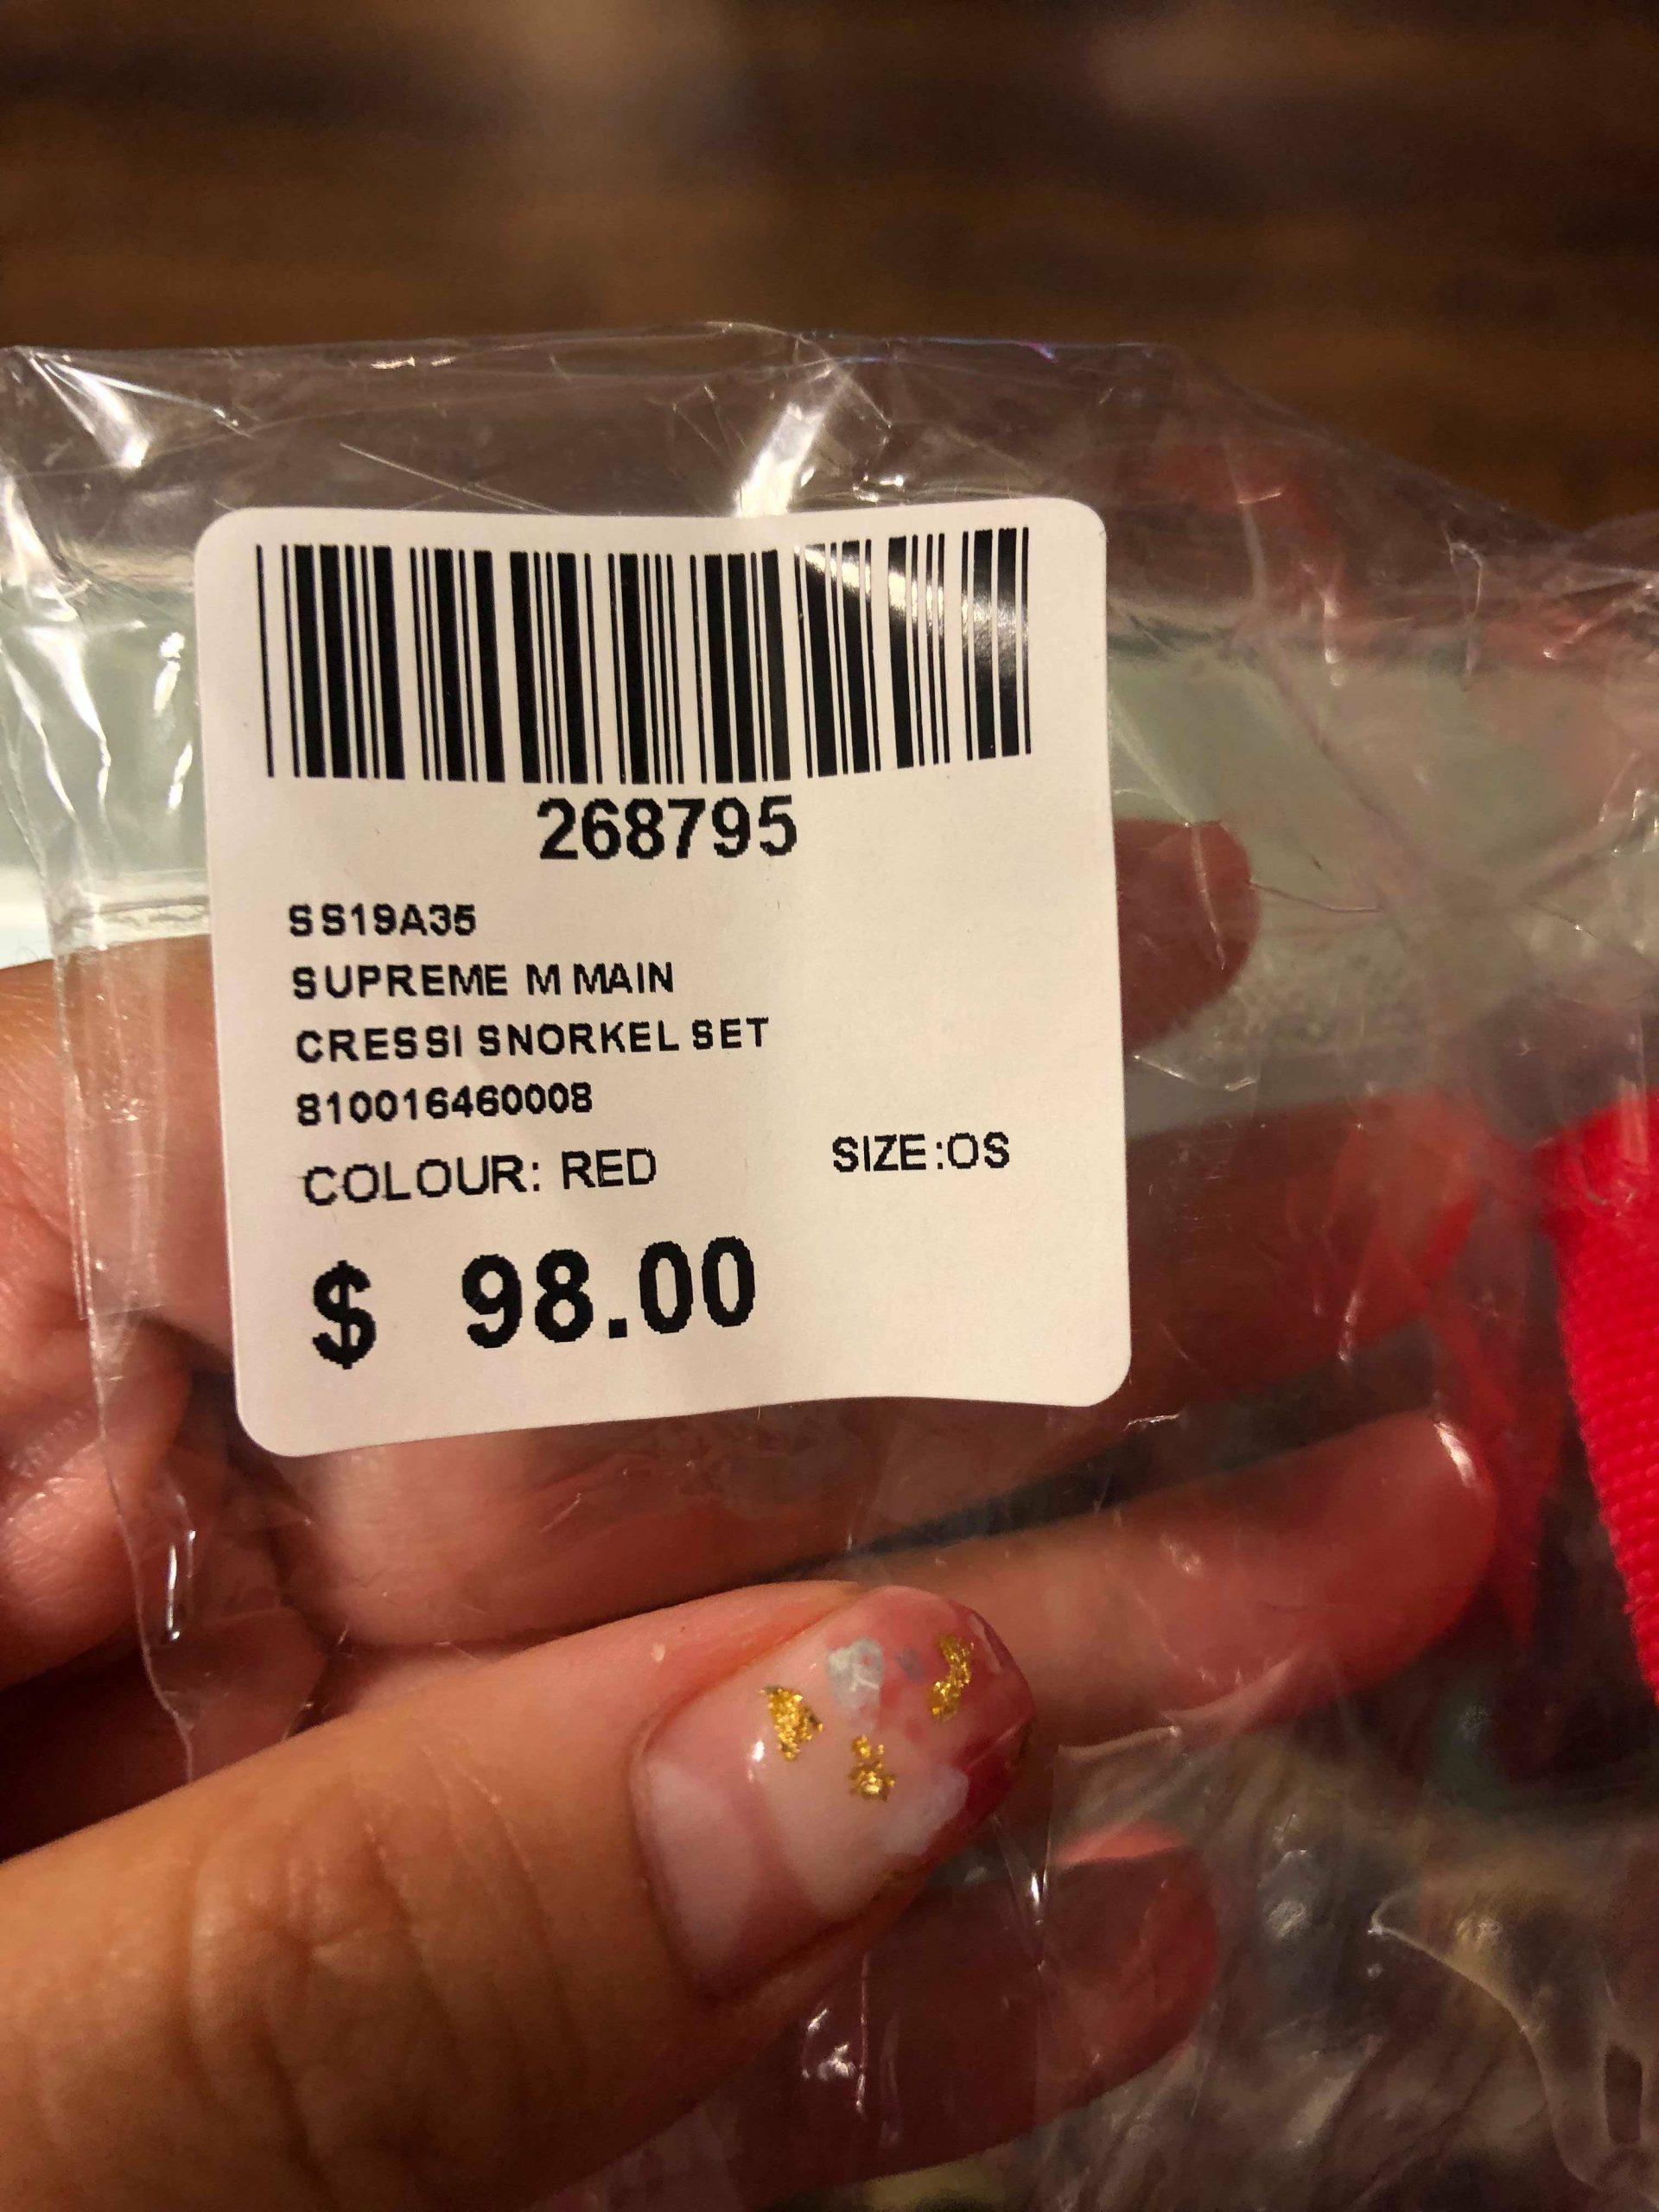 268795
SS19A35
SUPREME M MAIN
CRESSI SNORKEL SET
810016460008
COLOUR: RED SIZE:OS
$ 98.00